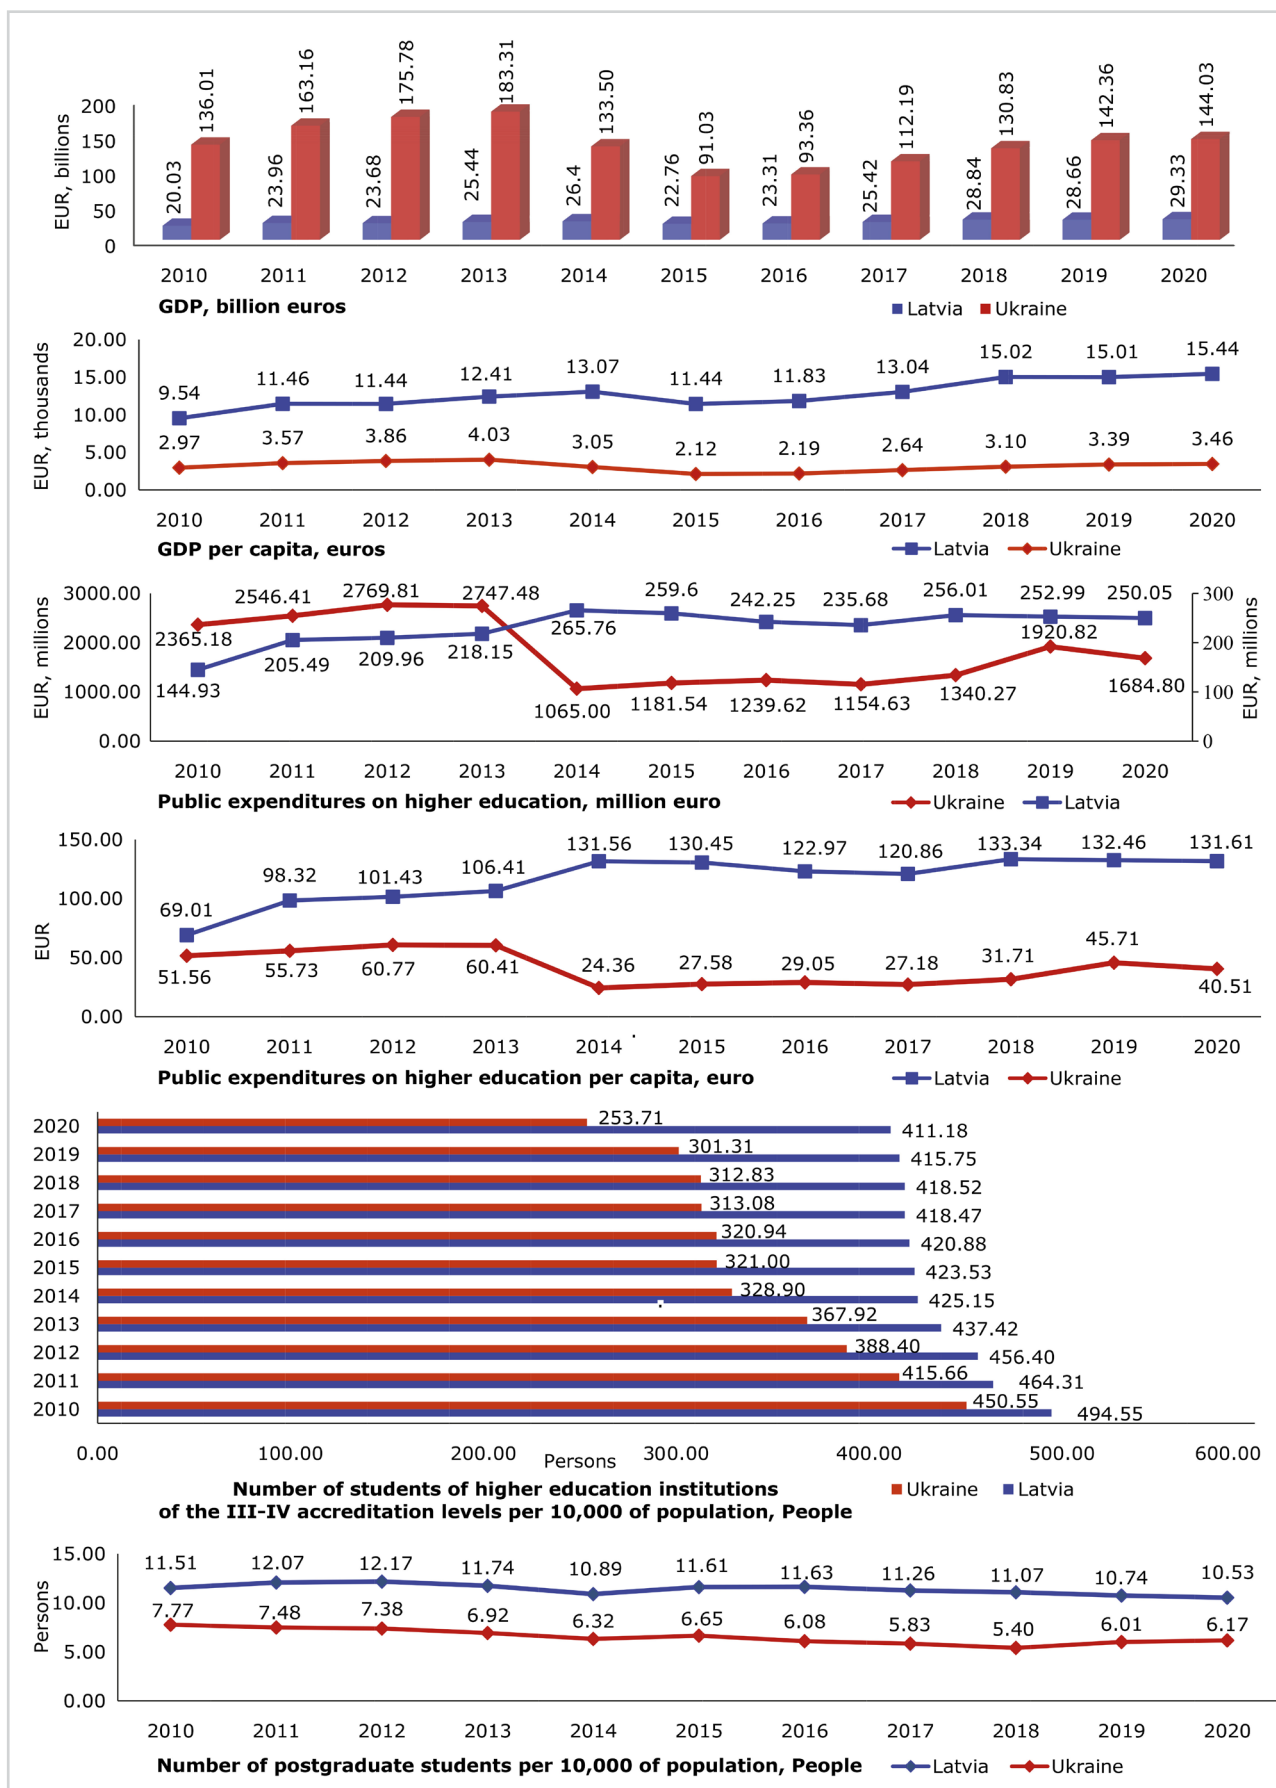 200
150
100
50
0
EUR, billions
20.03 136.01 23.96 163.16 23.68 175.78 25.44 183.31 26.4 133.50 22.76 91.03 23.31 93.36 25.42 112.19 28.84 130.83 28.66 142.36 29.33 144.03
2010 2011 2012 2013 2014 2015 2016 2017 2018 2019 2020
GDP, billion euros
Latvia Ukraine
20.00
15.00
10.00
5.00
0.00
EUR, thousands
9.54 11.46 11.44 12.41 13.07 11.44 11.83 13.04 15.02 15.01 15.44
2.97 3.57 3.86 4.03 3.05 2.12 2.19 2.64 3.10 3.39 3.46
2010 2011 2012 2013 2014 2015 2016 2017 2018 2019 2020
GDP per capita, euros
Latvia Ukraine
3000.00
2000.00
1000.00
0.00
EUR, millions
2365.18 2546.41 2769.81 2747.48 1065.00 1181.54 1239.62 1154.63 1340.27 1920.82 1684.80
144.93 205.49 209.96 218.15 265.76 259.6 242.25 235.68 256.01 252.99 250.05
300
200
100
0
EUR, millions
2010 2011 2012 2013 2014 2015 2016 2017 2018 2019 2020
Public expenditures on higher education, million euro
Ukraine Latvia
150.00
100.00
50.00
0.00
EUR
69.01 98.32 101.43 106.41 131.56 130.45 122.97 120.86 133.34 132.46 131.61
51.56 55.73 60.77 60.41 24.36 27.58 29.05 27.18 31.71 45.71 40.51
2010 2011 2012 2013 2014 2015 2016 2017 2018 2019 2020
Public expenditures on higher education per capita, euro
Latvia Ukraine
2020 253.71 411.18
2019 301.31 415.75
2018 312.83 418.52
2017 313.08 418.47
2016 320.94 420.88
2015 321.00 423.53
2014 328.90 425.15
2013 367.92 437.42
2012 388.40 456.40
2011 415.66 464.31
2010 450.55 494.55
0.00 100.00 200.00 300.00 400.00 500.00 600.00
Persons
Number of students of higher education institutions
of the III-IV accreditation levels per 10,000 of population, People
Ukraine Latvia
15.00
10.00
5.00
0.00
Persons
11.51 12.07 12.17 11.74 10.89 11.61 11.63 11.26 11.07 10.74 10.53
7.77 7.48 7.38 6.92 6.32 6.65 6.08 5.83 5.40 6.01 6.17
2010 2011 2012 2013 2014 2015 2016 2017 2018 2019 2020
Number of postgraduate students per 10,000 of population, People
Latvia Ukraine